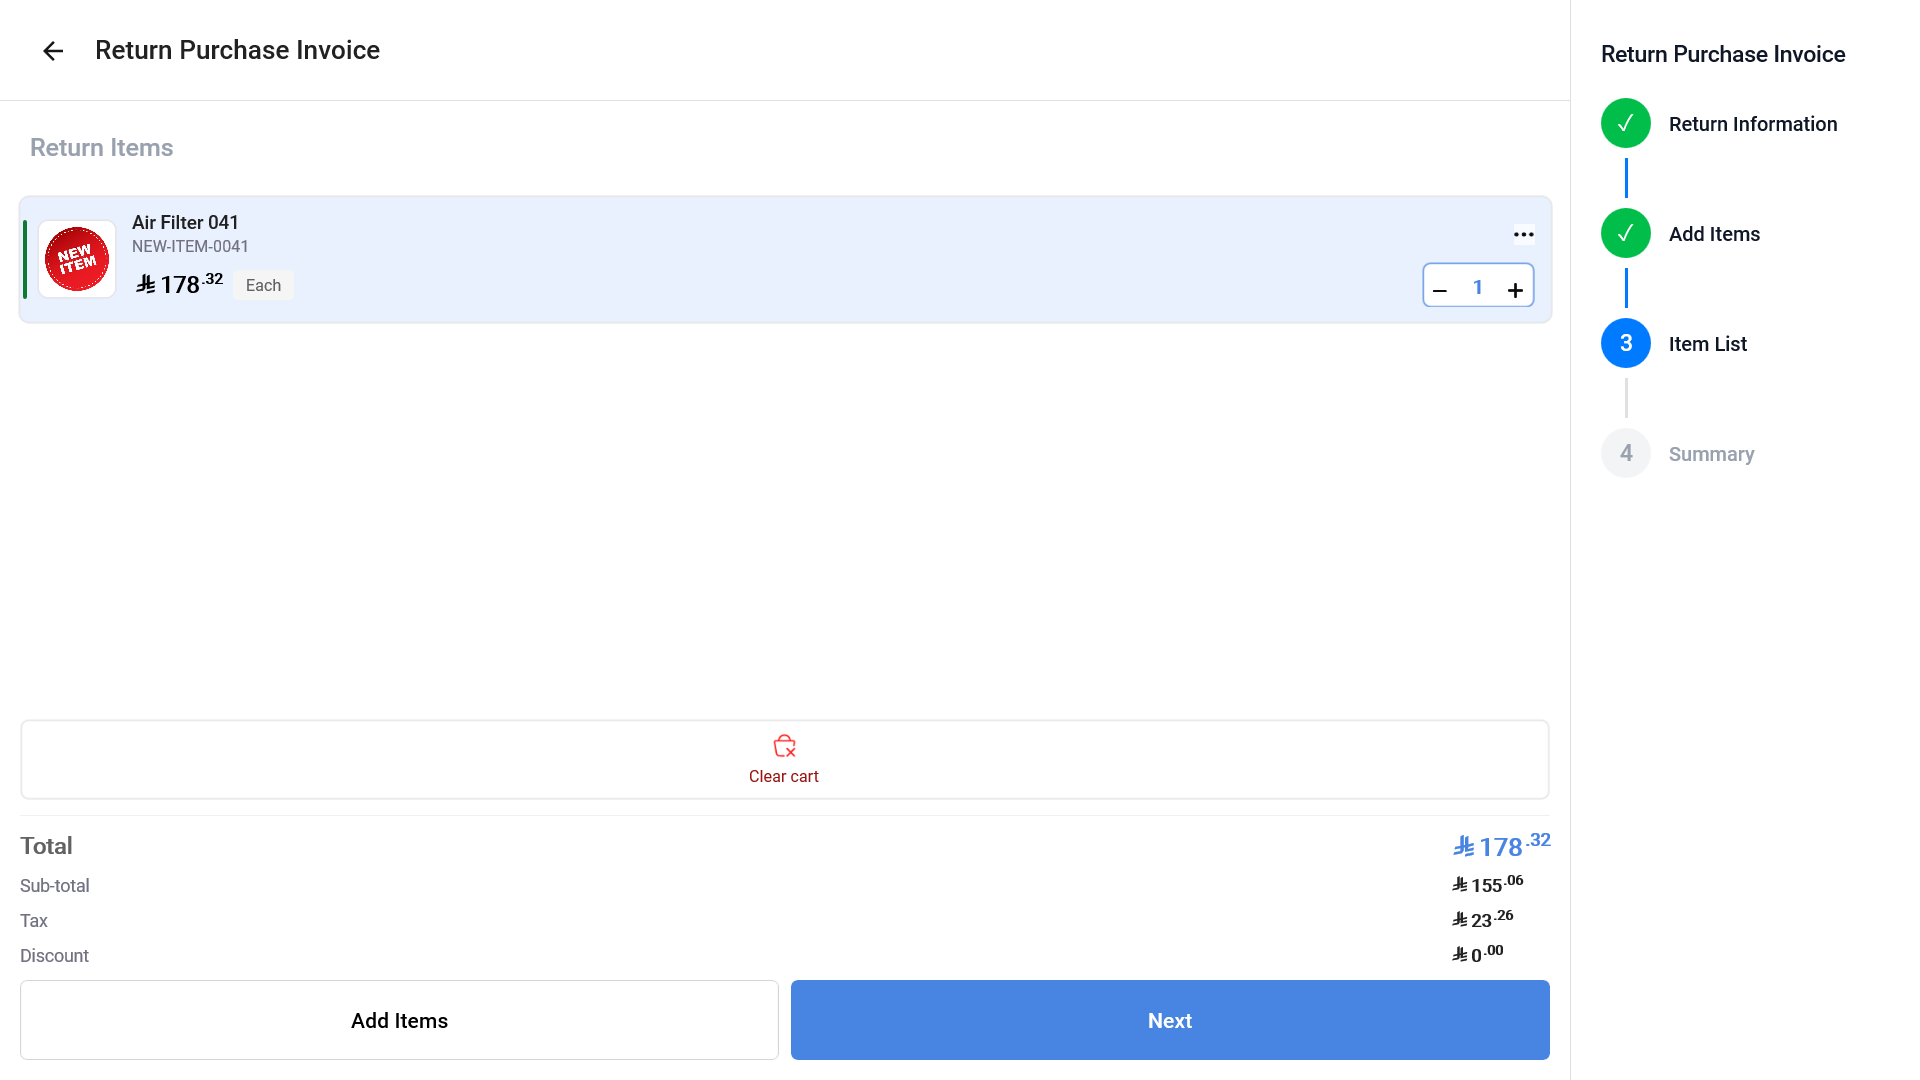 Return Purchase Invoice
Return Items
NEW ITEM
Air Filter 041
NEW-ITEM-0041
⃁ 178.32 Each
− 1 +
Clear cart
Total ⃁ 178.32
Sub-total ⃁ 155.06
Tax ⃁ 23.26
Discount ⃁ 0.00
Add Items
Next
Return Purchase Invoice
✓ Return Information
✓ Add Items
3 Item List
4 Summary